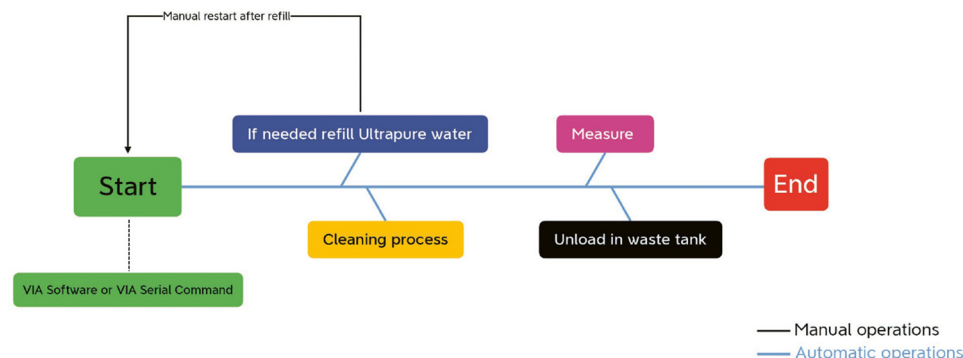 Manual restart after refill
If needed refill Ultrapure water
Measure
Start
End
Cleaning process
Unload in waste tank
VIA Software or VIA Serial Command
Manual operations
Automatic operations